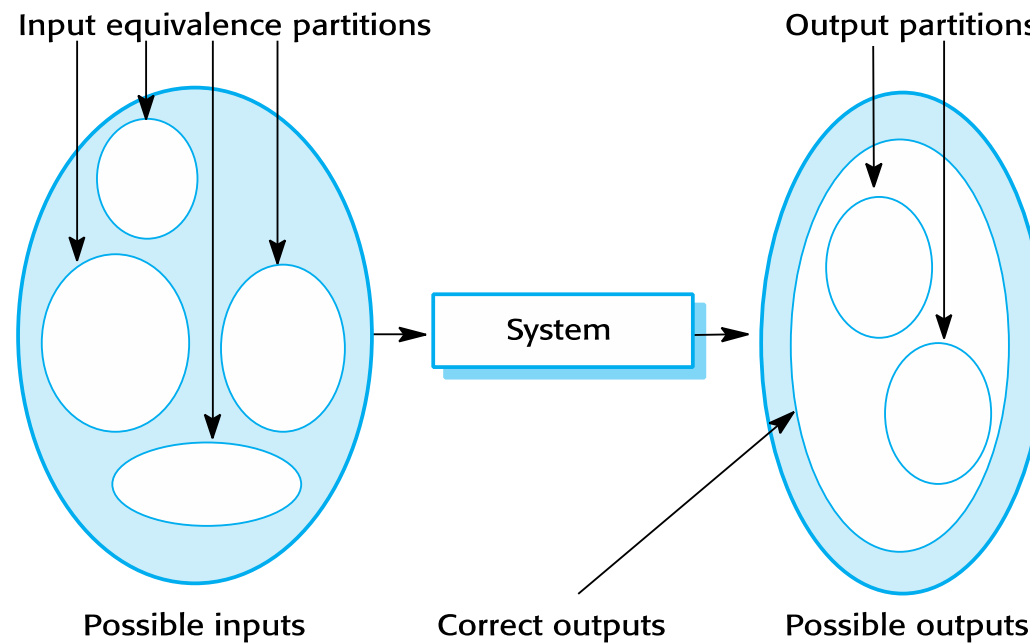 Input equivalence partitions
Output partitions
System
Possible inputs
Correct outputs
Possible outputs